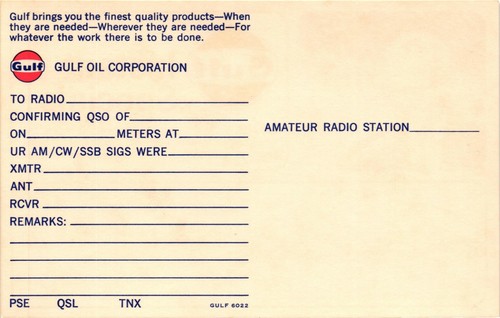 Gulf brings you the finest quality products—When
they are needed—Wherever they are needed—For
whatever the work there is to be done.
Gulf
GULF OIL CORPORATION
TO RADIO
CONFIRMING QSO OF
ON METERS AT
UR AM/CW/SSB SIGS WERE
XMTR
ANT
RCVR
REMARKS:
PSE QSL TNX
GULF 6022
AMATEUR RADIO STATION